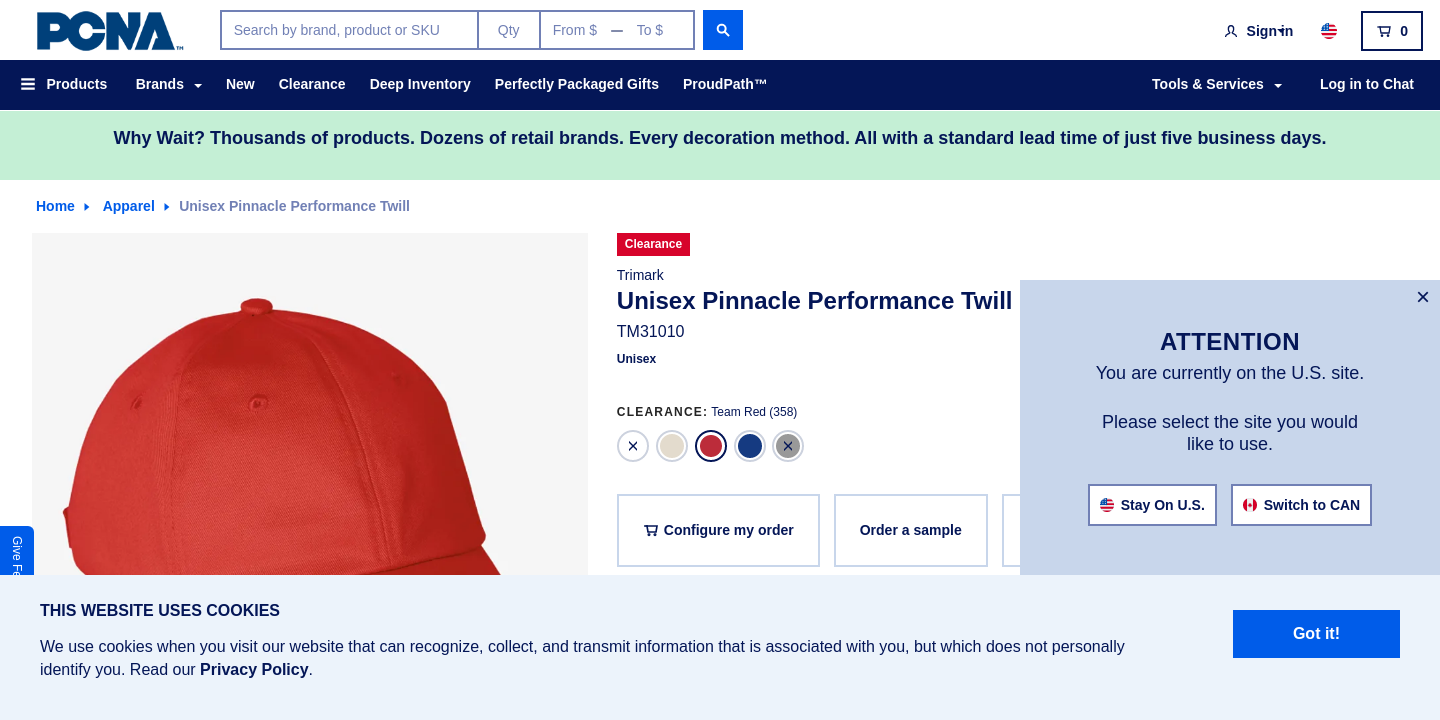 PCNA™
Search by brand, product or SKU
Qty
From $ — To $
Sign in
0
Products
Brands
New
Clearance
Deep Inventory
Perfectly Packaged Gifts
ProudPath™
Tools & Services
Log in to Chat
Why Wait? Thousands of products. Dozens of retail brands. Every decoration method. All with a standard lead time of just five business days.
Home
Apparel
Unisex Pinnacle Performance Twill
Clearance
Trimark
Unisex Pinnacle Performance Twill
TM31010
Unisex
CLEARANCE: Team Red (358)
Configure my order
Order a sample
ATTENTION
You are currently on the U.S. site.
Please select the site you would
like to use.
Stay On U.S.
Switch to CAN
Give Fe
THIS WEBSITE USES COOKIES
We use cookies when you visit our website that can recognize, collect, and transmit information that is associated with you, but which does not personally
identify you. Read our Privacy Policy.
Got it!